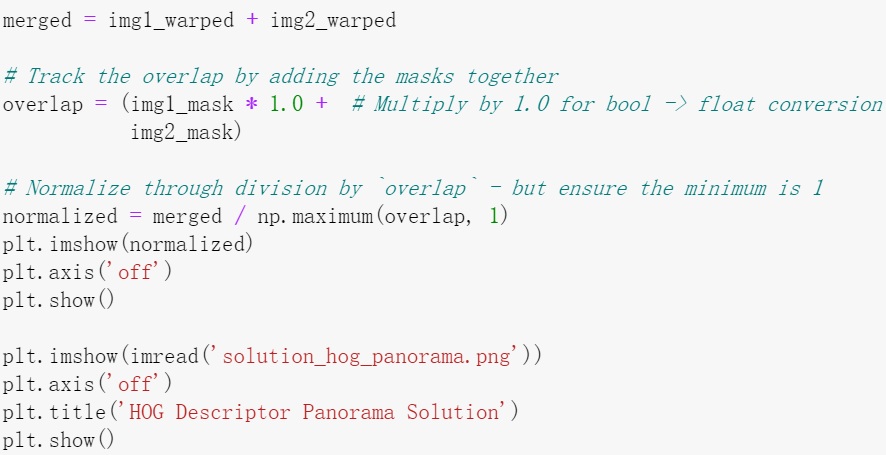 merged = img1_warped + img2_warped

# Track the overlap by adding the masks together
overlap = (img1_mask * 1.0 +  # Multiply by 1.0 for bool -> float conversion
           img2_mask)

# Normalize through division by `overlap` - but ensure the minimum is 1
normalized = merged / np.maximum(overlap, 1)
plt.imshow(normalized)
plt.axis('off')
plt.show()

plt.imshow(imread('solution_hog_panorama.png'))
plt.axis('off')
plt.title('HOG Descriptor Panorama Solution')
plt.show()